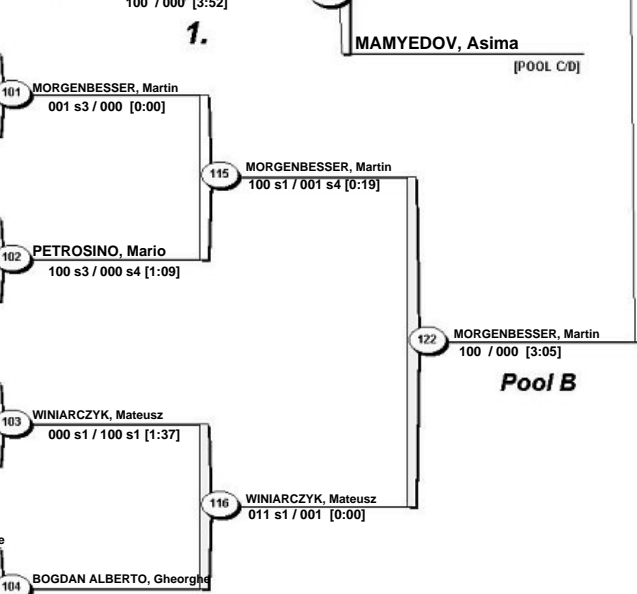 100 / 000 [3:52]
1.
MAMYEDOV, Asima
[POOL C/D]
101
MORGENBESSER, Martin
001 s3 / 000 [0:00]
115
MORGENBESSER, Martin
100 s1 / 001 s4 [0:19]
102
PETROSINO, Mario
100 s3 / 000 s4 [1:09]
122
MORGENBESSER, Martin
100 / 000 [3:05]
Pool B
103
WINIARCZYK, Mateusz
000 s1 / 100 s1 [1:37]
116
WINIARCZYK, Mateusz
011 s1 / 001 [0:00]
e
104
BOGDAN ALBERTO, Gheorghe